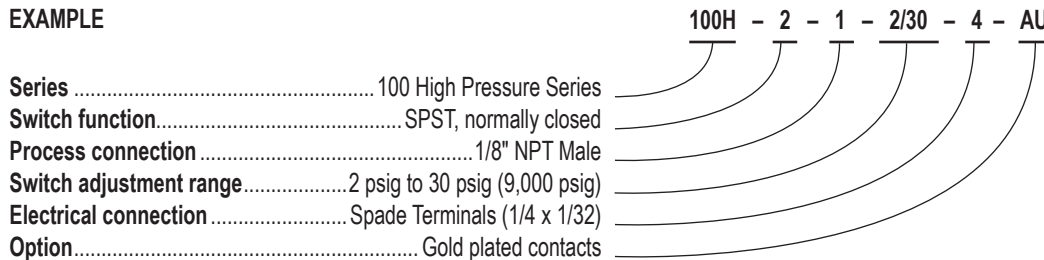 EXAMPLE 100H – 2 – 1 – 2/30 – 4 – AU
Series ........................................................ 100 High Pressure Series
Switch function............................................. SPST, normally closed
Process connection .................................................. 1/8" NPT Male
Switch adjustment range................... 2 psig to 30 psig (9,000 psig)
Electrical connection ......................... Spade Terminals (1/4 x 1/32)
Option............................................................... Gold plated contacts